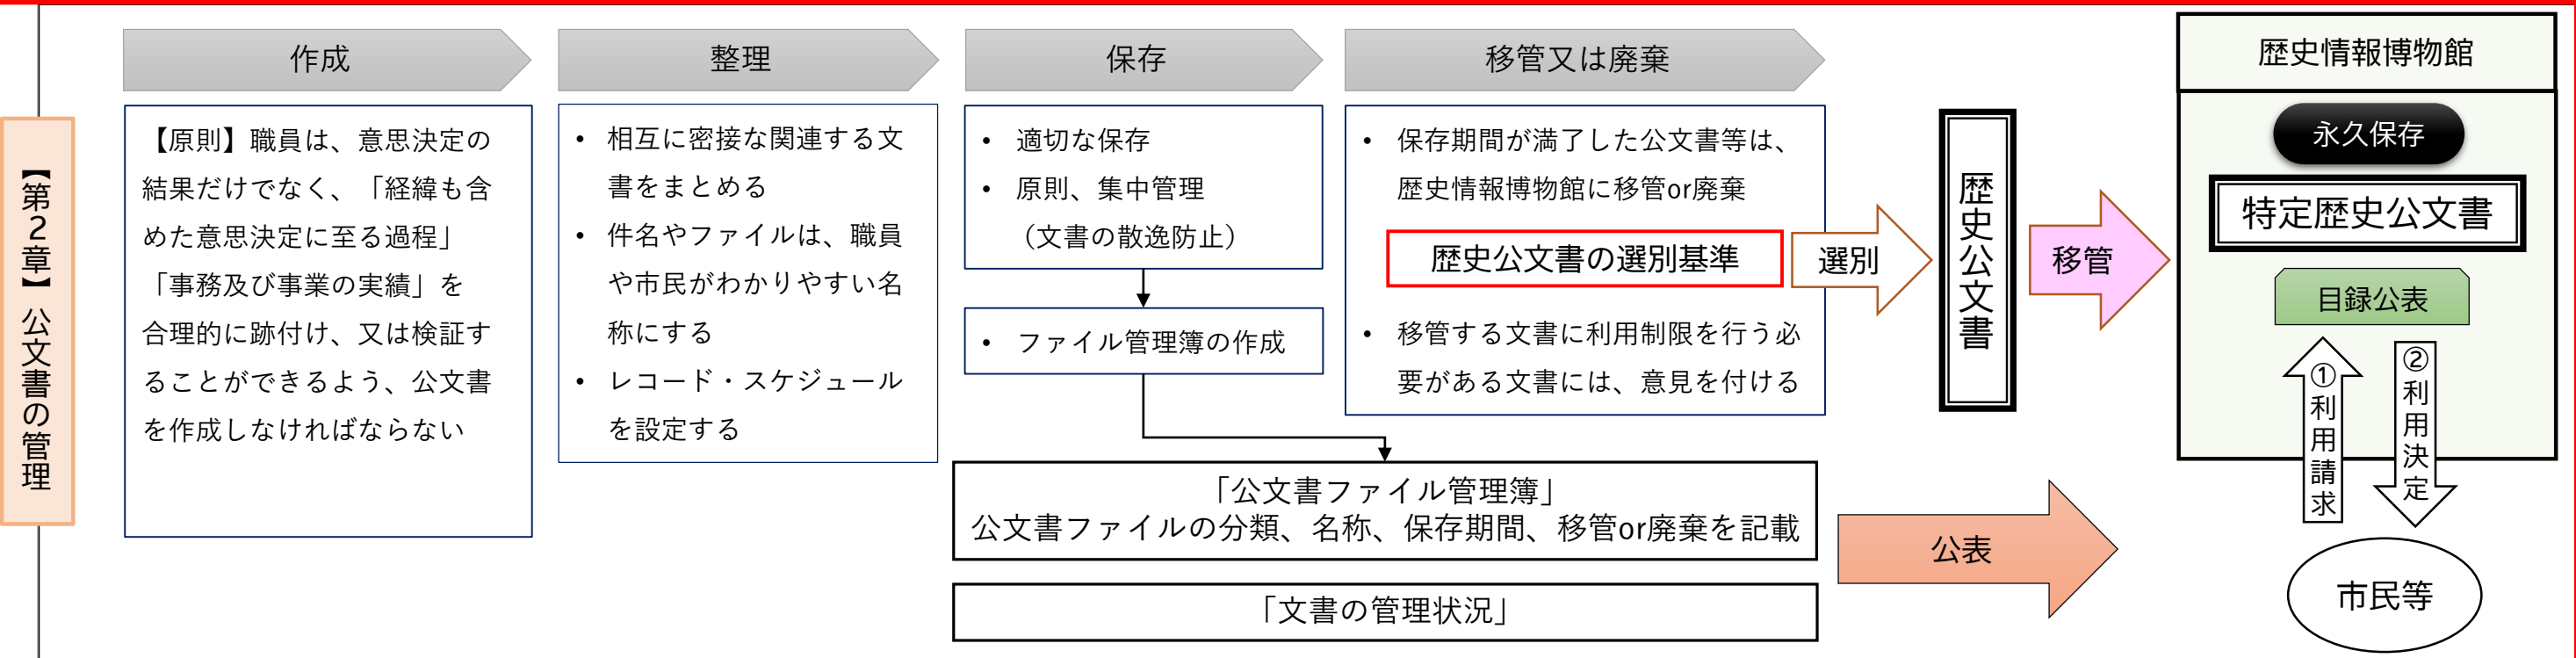 【第２章】公文書の管理
作成
【原則】職員は、意思決定の
結果だけでなく、「経緯も含
めた意思決定に至る過程」
「事務及び事業の実績」を
合理的に跡付け、又は検証す
ることができるよう、公文書
を作成しなければならない
整理
• 相互に密接な関連する文
書をまとめる
• 件名やファイルは、職員
や市民がわかりやすい名
称にする
• レコード・スケジュール
を設定する
保存
• 適切な保存
• 原則、集中管理
（文書の散逸防止）
• ファイル管理簿の作成
移管又は廃棄
• 保存期間が満了した公文書等は、
歴史情報博物館に移管or廃棄
歴史公文書の選別基準
• 移管する文書に利用制限を行う必
要がある文書には、意見を付ける
選別
歴史公文書
移管
「公文書ファイル管理簿」
公文書ファイルの分類、名称、保存期間、移管or廃棄を記載
「文書の管理状況」
公表
歴史情報博物館
永久保存
特定歴史公文書
目録公表
①利用請求
②利用決定
市民等